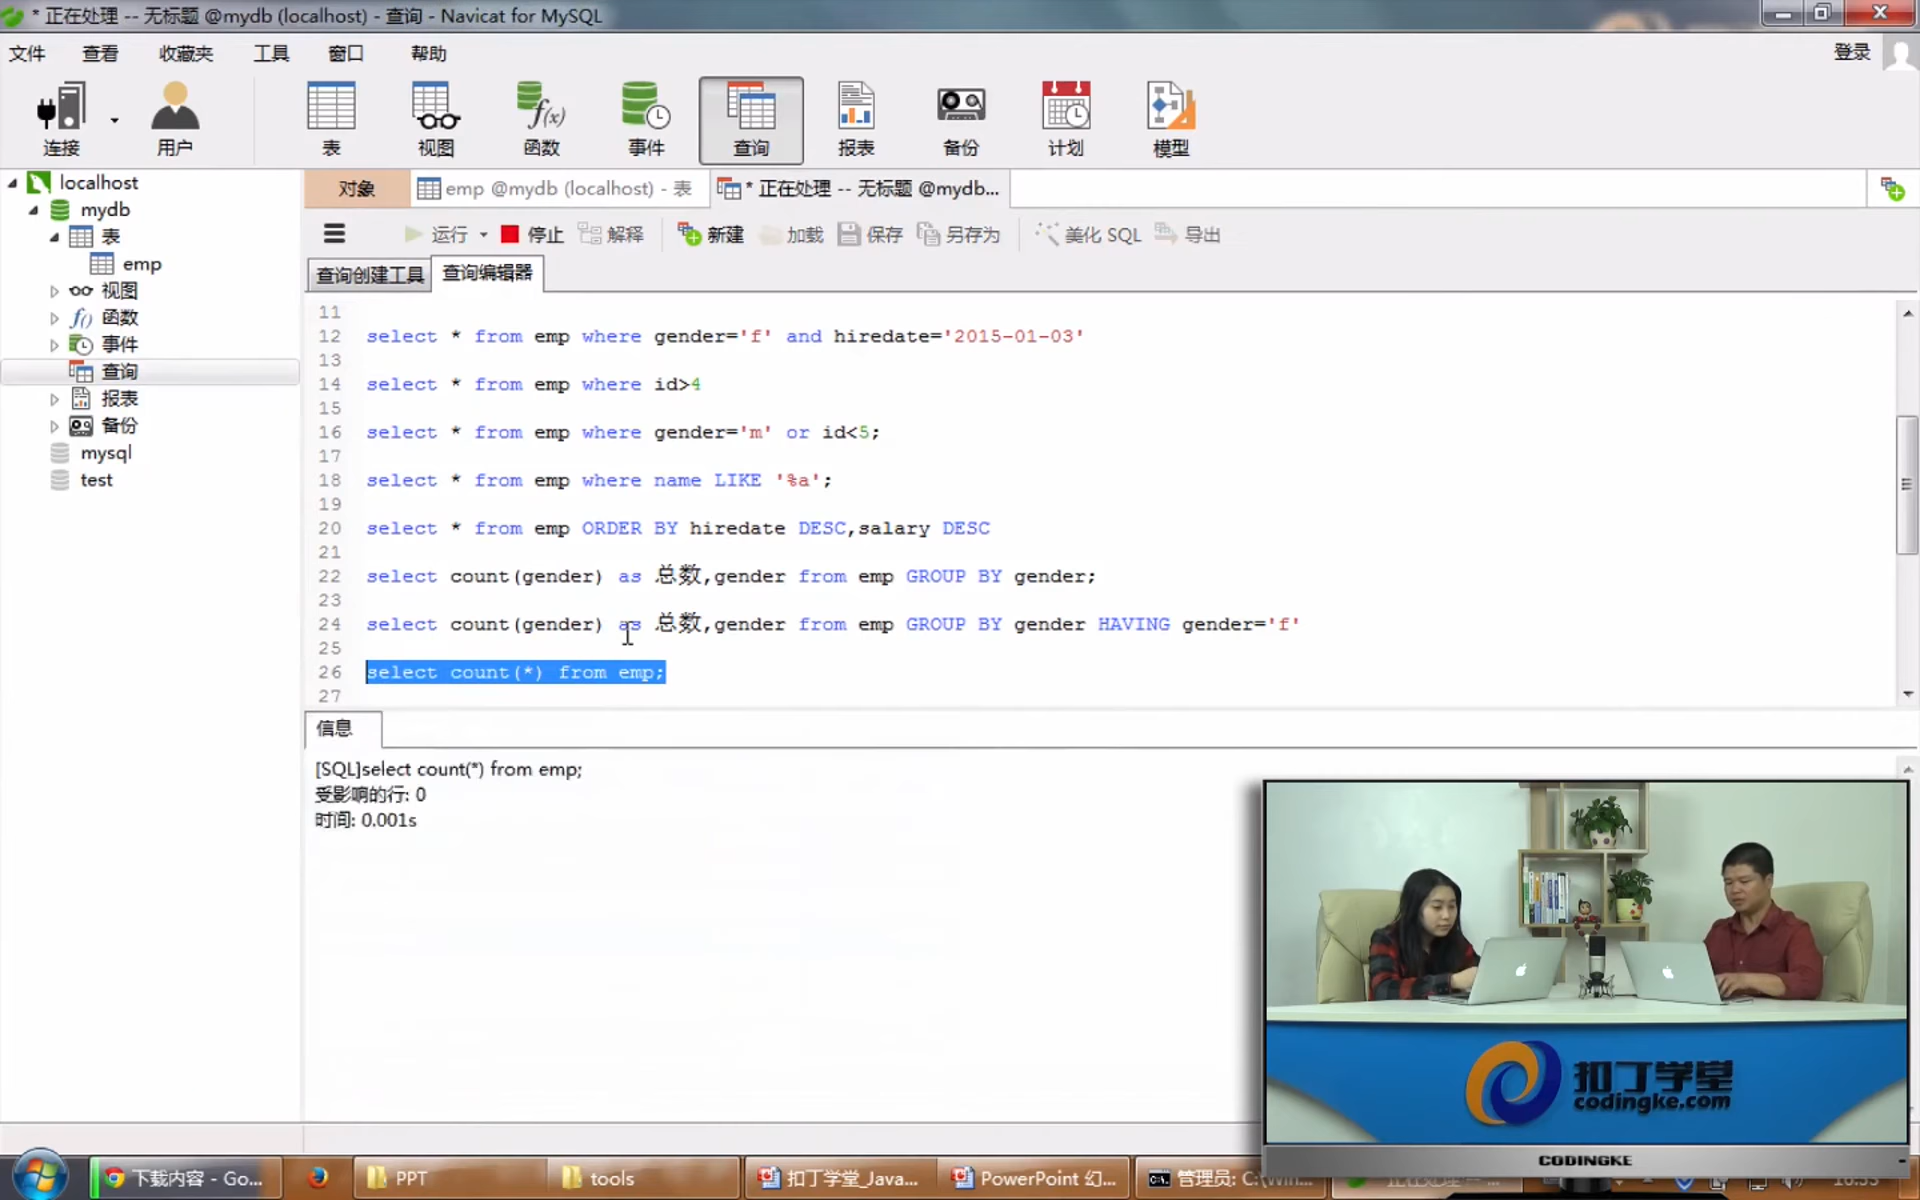 * 正在处理 -- 无标题 @mydb (localhost) - 查询 - Navicat for MySQL
文件 查看 收藏夹 工具 窗口 帮助 登录
连接 用户 表 视图 函数 事件 查询 报表 备份 计划 模型
localhost
mydb
表
emp
视图
函数
事件
查询
报表
备份
mysql
test
对象 emp @mydb (localhost) - 表 * 正在处理 -- 无标题 @mydb...
运行 停止 解释 新建 加载 保存 另存为 美化 SQL 导出
查询创建工具 查询编辑器
11
12 select * from emp where gender='f' and hiredate='2015-01-03'
13
14 select * from emp where id>4
15
16 select * from emp where gender='m' or id<5;
17
18 select * from emp where name LIKE '%a';
19
20 select * from emp ORDER BY hiredate DESC,salary DESC
21
22 select count(gender) as 总数,gender from emp GROUP BY gender;
23
24 select count(gender) as 总数,gender from emp GROUP BY gender HAVING gender='f'
25
26 select count(*) from emp;
27
信息
[SQL]select count(*) from emp;
受影响的行: 0
时间: 0.001s
扣丁学堂
codingke.com
CODINGKE
下载内容 - Go... PPT tools 扣丁学堂_Java... PowerPoint 幻... 管理员: C:\Win...